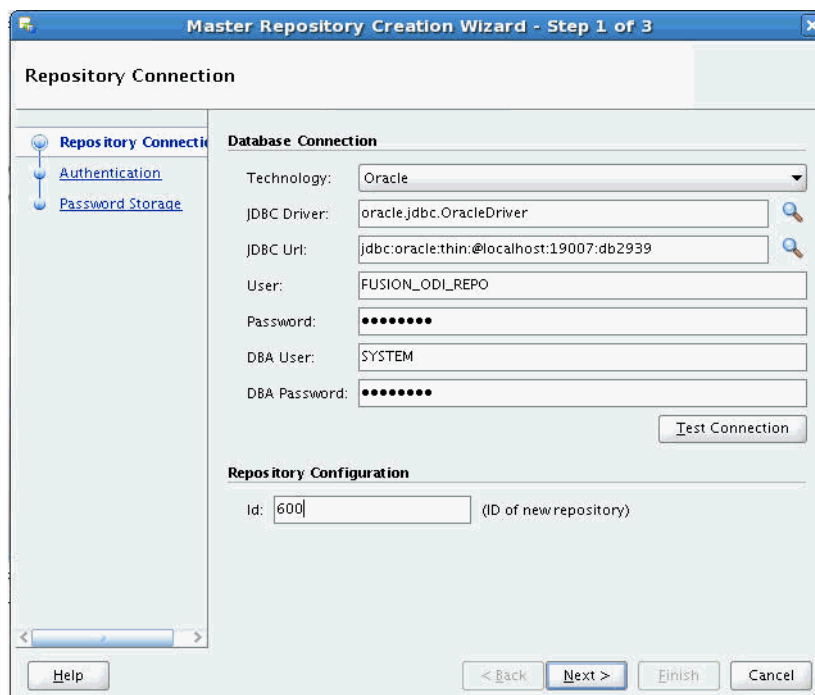 Master Repository Creation Wizard - Step 1 of 3
Repository Connection
Repository Connectio
Authentication
Password Storage
Database Connection
Technology: Oracle
JDBC Driver: oracle.jdbc.OracleDriver
JDBC Url: jdbc:oracle:thin:@localhost:19007:db2939
User: FUSION_ODI_REPO
Password: ••••••••
DBA User: SYSTEM
DBA Password: ••••••••
Test Connection
Repository Configuration
Id: 600 (ID of new repository)
Help < Back Next > Finish Cancel